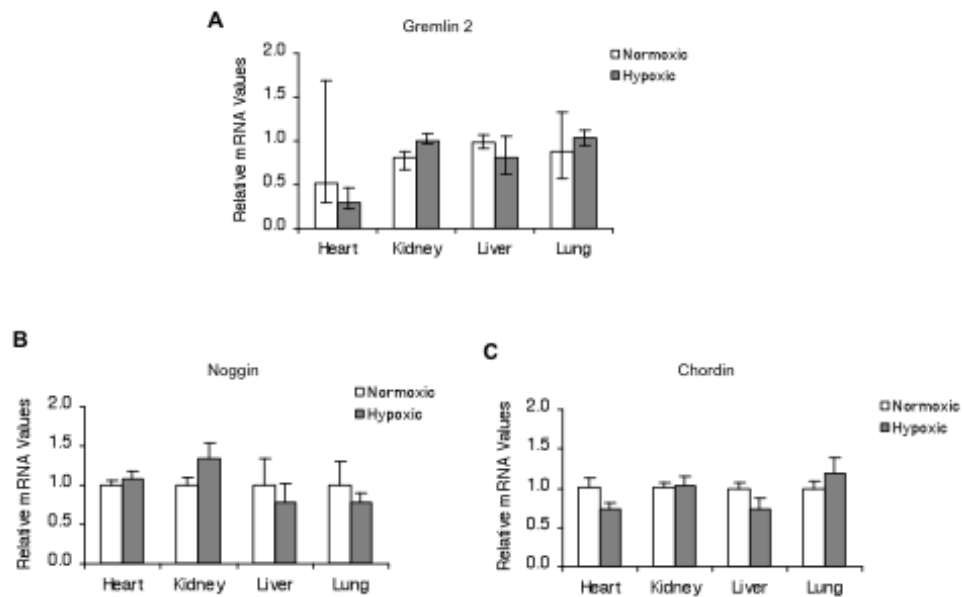 A
Gremlin 2
Normoxic
Hypoxic
Relative mRNA Values
2.0
1.5
1.0
0.5
0.0
Heart Kidney Liver Lung
B
Noggin
Normoxic
Hypoxic
Relative mRNA Values
2.0
1.5
1.0
0.5
0.0
Heart Kidney Liver Lung
C
Chordin
Normoxic
Hypoxic
Relative mRNA Values
2.0
1.5
1.0
0.5
0.0
Heart Kidney Liver Lung